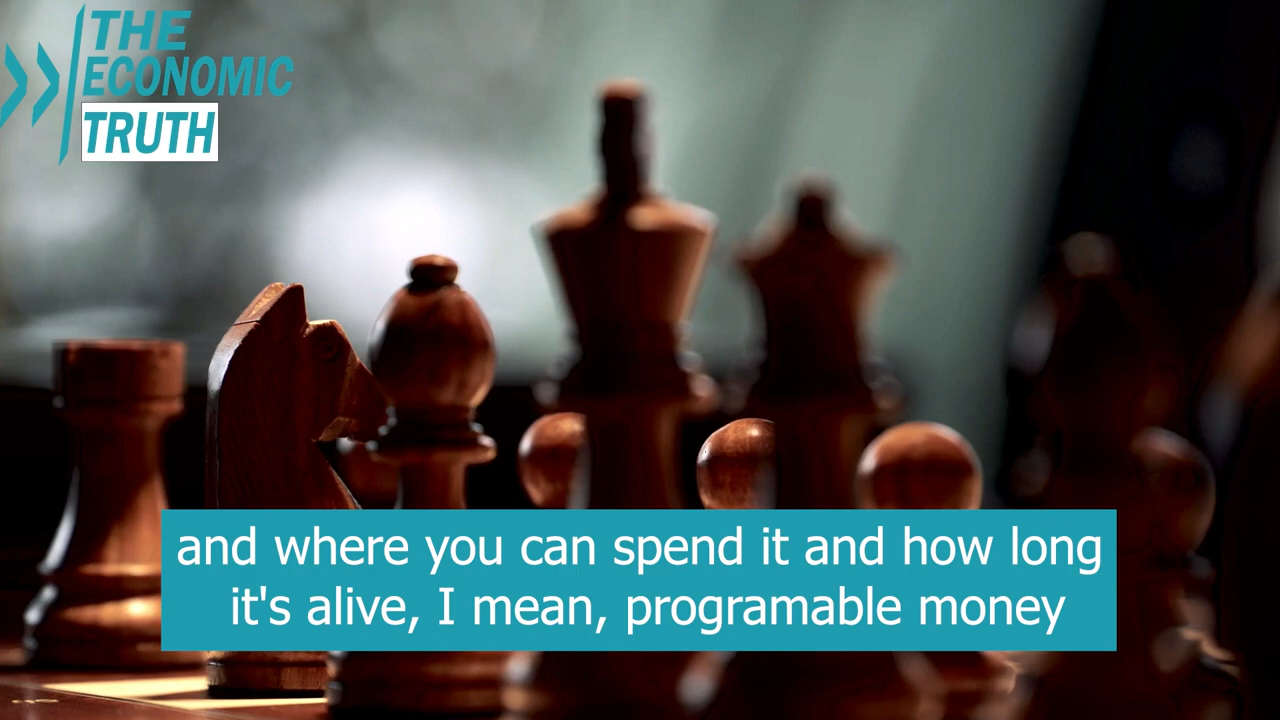 THE
ECONOMIC
TRUTH
and where you can spend it and how long
it's alive, I mean, programable money